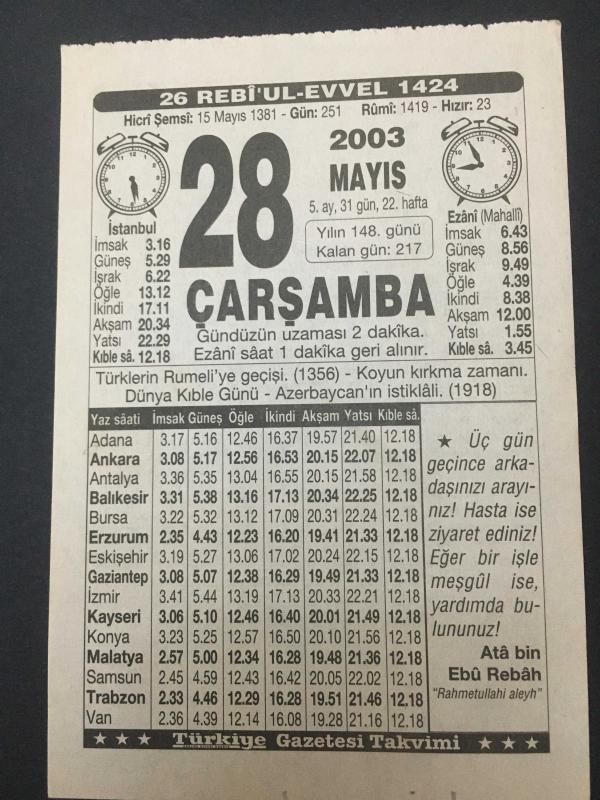 26 REBÎ'UL-EVVEL 1424
Hicrî Şemsî: 15 Mayıs 1381 - Gün: 251 Rûmî: 1419 - Hızır: 23
28
2003
MAYIS
5. ay, 31 gün, 22. hafta
Yılın 148. günü
Kalan gün: 217
ÇARŞAMBA
Gündüzün uzaması 2 dakîka.
Ezânî sâat 1 dakîka geri alınır.
İstanbul
İmsak 3.16
Güneş 5.29
İşrak 6.22
Öğle 13.12
İkindi 17.11
Akşam 20.34
Yatsı 22.29
Kıble sâ. 12.18
Ezânî (Mahallî)
İmsak 6.43
Güneş 8.56
İşrak 9.49
Öğle 4.39
İkindi 8.38
Akşam 12.00
Yatsı 1.55
Kıble sâ. 3.45
Türklerin Rumeli'ye geçişi. (1356) - Koyun kırkma zamanı.
Dünya Kıble Günü - Azerbaycan'ın istiklâli. (1918)
Yaz sâati İmsak Güneş Öğle İkindi Akşam Yatsı Kıble sâ.
Adana 3.17 5.16 12.46 16.37 19.57 21.40 12.18
Ankara 3.08 5.17 12.56 16.53 20.15 22.07 12.18
Antalya 3.36 5.35 13.04 16.55 20.15 21.58 12.18
Balıkesir 3.31 5.38 13.16 17.13 20.34 22.25 12.18
Bursa 3.22 5.32 13.12 17.09 20.31 22.24 12.18
Erzurum 2.35 4.43 12.23 16.20 19.41 21.33 12.18
Eskişehir 3.19 5.27 13.06 17.02 20.24 22.15 12.18
Gaziantep 3.08 5.07 12.38 16.29 19.49 21.33 12.18
İzmir 3.41 5.44 13.19 17.13 20.33 22.21 12.18
Kayseri 3.06 5.10 12.46 16.40 20.01 21.49 12.18
Konya 3.23 5.25 12.57 16.50 20.10 21.56 12.18
Malatya 2.57 5.00 12.34 16.28 19.48 21.36 12.18
Samsun 2.45 4.59 12.43 16.42 20.05 22.02 12.18
Trabzon 2.33 4.46 12.29 16.28 19.51 21.46 12.18
Van 2.36 4.39 12.14 16.08 19.28 21.16 12.18
★ Üç gün
geçince arka-
daşınızı arayı-
nız! Hasta ise
ziyaret ediniz!
Eğer bir işle
meşgûl ise,
yardımda bu-
lununuz!
Atâ bin
Ebû Rebâh
"Rahmetullahi aleyh"
★ ★ ★ Türkiye Gazetesi Takvimi ★ ★ ★